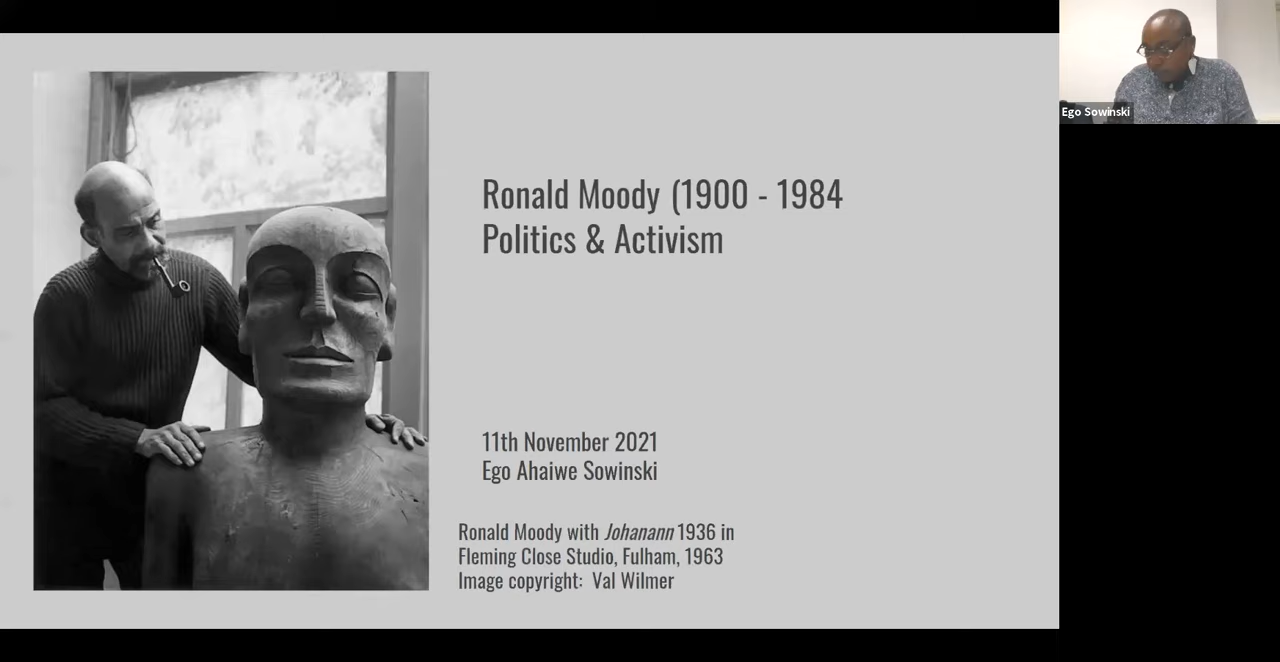 Ronald Moody (1900 - 1984
Politics & Activism
11th November 2021
Ego Ahaiwe Sowinski
Ronald Moody with Johanann 1936 in
Fleming Close Studio, Fulham, 1963
Image copyright: Val Wilmer
Ego Sowinski